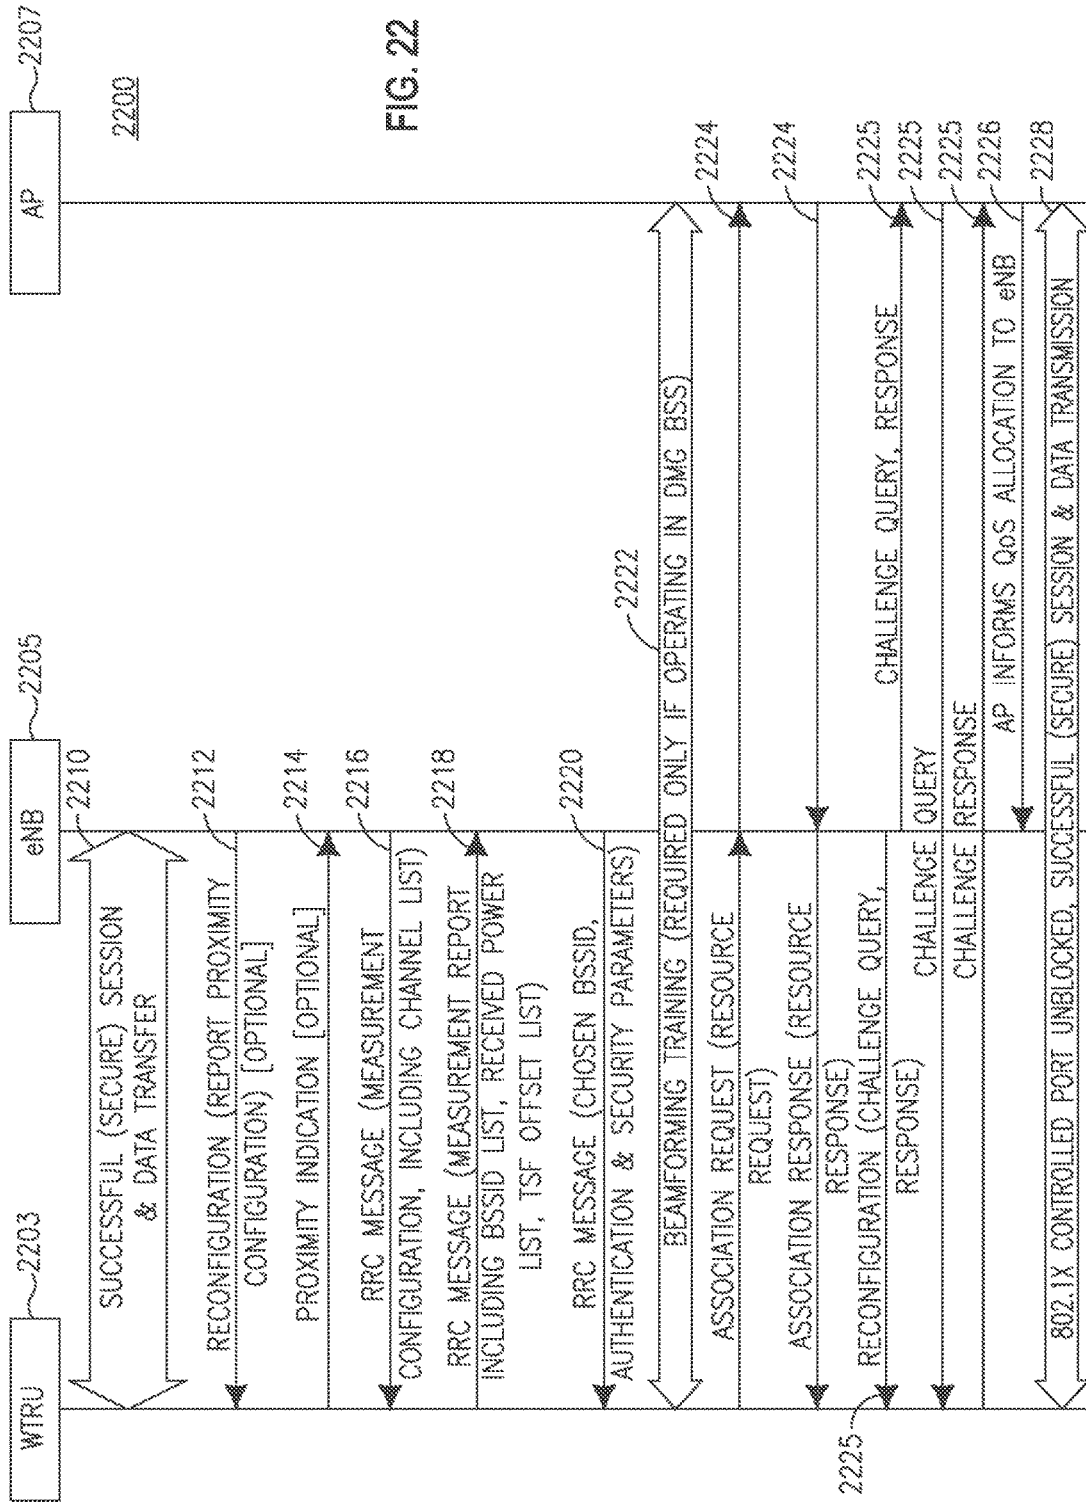 WTRU
2203
eNB
2205
AP
2207
2200
FIG. 22
2210
SUCCESSFUL (SECURE) SESSION
& DATA TRANSFER
2212
RECONFIGURATION (REPORT PROXIMITY
CONFIGURATION) [OPTIONAL]
2214
PROXIMITY INDICATION [OPTIONAL]
2216
RRC MESSAGE (MEASUREMENT
CONFIGURATION, INCLUDING CHANNEL LIST)
2218
RRC MESSAGE (MEASUREMENT REPORT
INCLUDING BSSID LIST, RECEIVED POWER
LIST, TSF OFFSET LIST)
2220
RRC MESSAGE (CHOSEN BSSID,
AUTHENTICATION & SECURITY PARAMETERS)
2222
BEAMFORMING TRAINING (REQUIRED ONLY IF OPERATING IN DMG BSS)
2224
ASSOCIATION REQUEST (RESOURCE
REQUEST)
2224
ASSOCIATION RESPONSE (RESOURCE
RESPONSE)
2225
RECONFIGURATION (CHALLENGE QUERY,
RESPONSE)
CHALLENGE QUERY, RESPONSE
2225
CHALLENGE QUERY
2225
CHALLENGE RESPONSE
2225
AP INFORMS QoS ALLOCATION TO eNB
2226
802.1X CONTROLLED PORT UNBLOCKED, SUCCESSFUL (SECURE) SESSION & DATA TRANSMISSION
2228